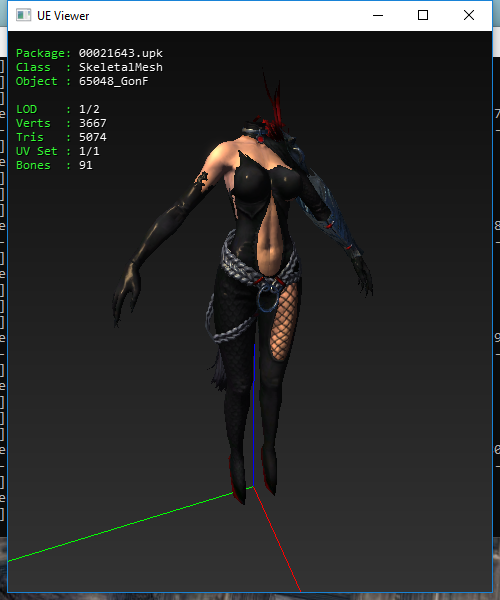 UE Viewer
Package: 00021643.upk
Class : SkeletalMesh
Object : 65048_GonF
LOD : 1/2
Verts : 3667
Tris : 5074
UV Set : 1/1
Bones : 91